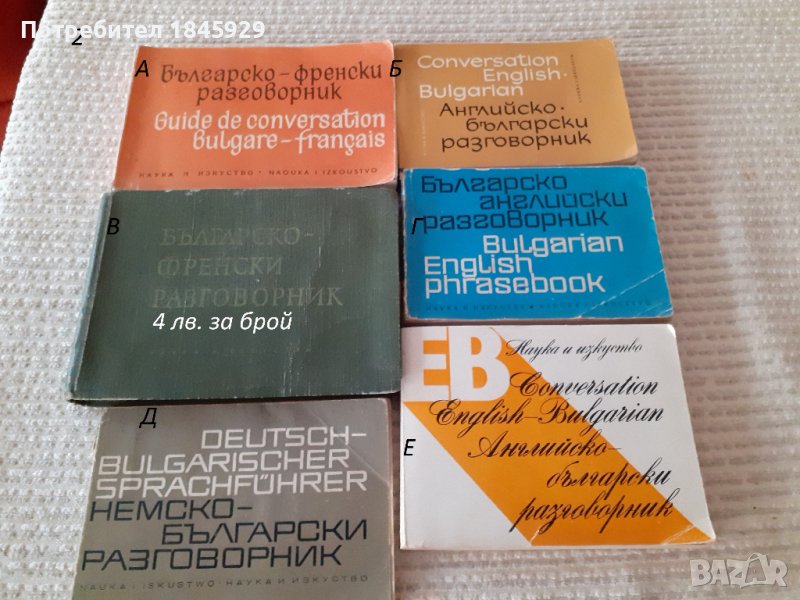 Потребител 1845929
2
А
Българско-френски
разговорник
Guide de conversation
bulgare-français
НАУКА И ИЗКУСТВО · NAOUKA I IZKOUSTVO
Б
Conversation
English-
Bulgarian
Английско-
български
разговорник
В
БЪЛГАРСКО-
ФРЕНСКИ
РАЗГОВОРНИК
4 лв. за брой
Г
Българско
английски
разговорник
Bulgarian
English
phrasebook
Д
DEUTSCH-
BULGARISCHER
SPRACHFÜHRER
НЕМСКО-
БЪЛГАРСКИ
РАЗГОВОРНИК
NAUKA I ISKUSTWO · НАУКА И ИЗКУСТВО
Е
EB
Наука и изкуство
Conversation
English-Bulgarian
Английско-
български
разговорник
BAZAR